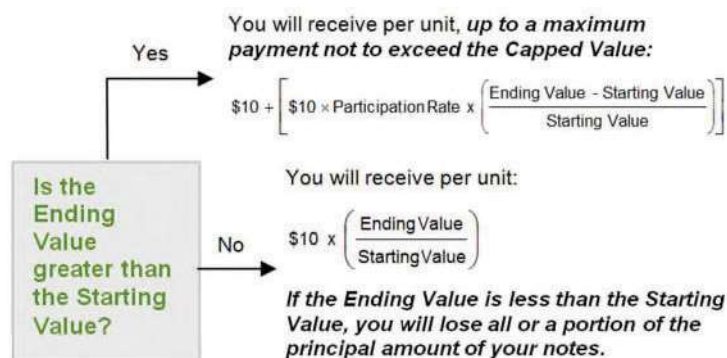 You will receive per unit, up to a maximum
payment not to exceed the Capped Value:
Yes
$10 + [ $10 × Participation Rate x ( Ending Value - Starting Value / Starting Value ) ]
Is the
Ending
Value
greater than
the Starting
Value?
You will receive per unit:
No
$10 x ( Ending Value / Starting Value )
If the Ending Value is less than the Starting
Value, you will lose all or a portion of the
principal amount of your notes.